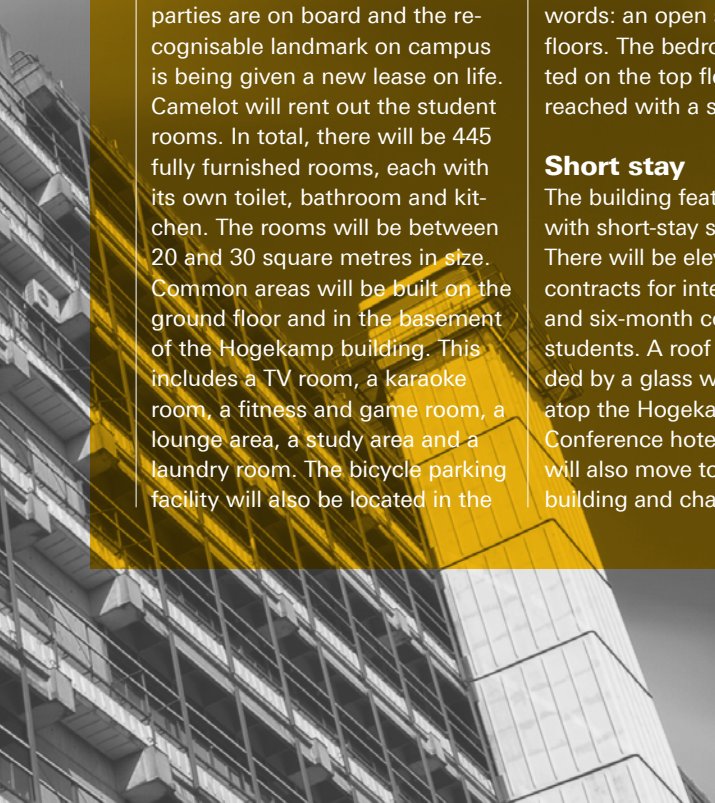 parties are on board and the re-
cognisable landmark on campus
is being given a new lease on life.
Camelot will rent out the student
rooms. In total, there will be 445
fully furnished rooms, each with
its own toilet, bathroom and kit-
chen. The rooms will be between
20 and 30 square metres in size.
Common areas will be built on the
ground floor and in the basement
of the Hogekamp building. This
includes a TV room, a karaoke
room, a fitness and game room, a
lounge area, a study area and a
laundry room. The bicycle parking
facility will also be located in the
words: an open
floors. The bedro
ted on the top flo
reached with a s
Short stay
The building feat
with short-stay s
There will be elev
contracts for inte
and six-month co
students. A roof
ded by a glass w
atop the Hogeka
Conference hote
will also move to
building and cha